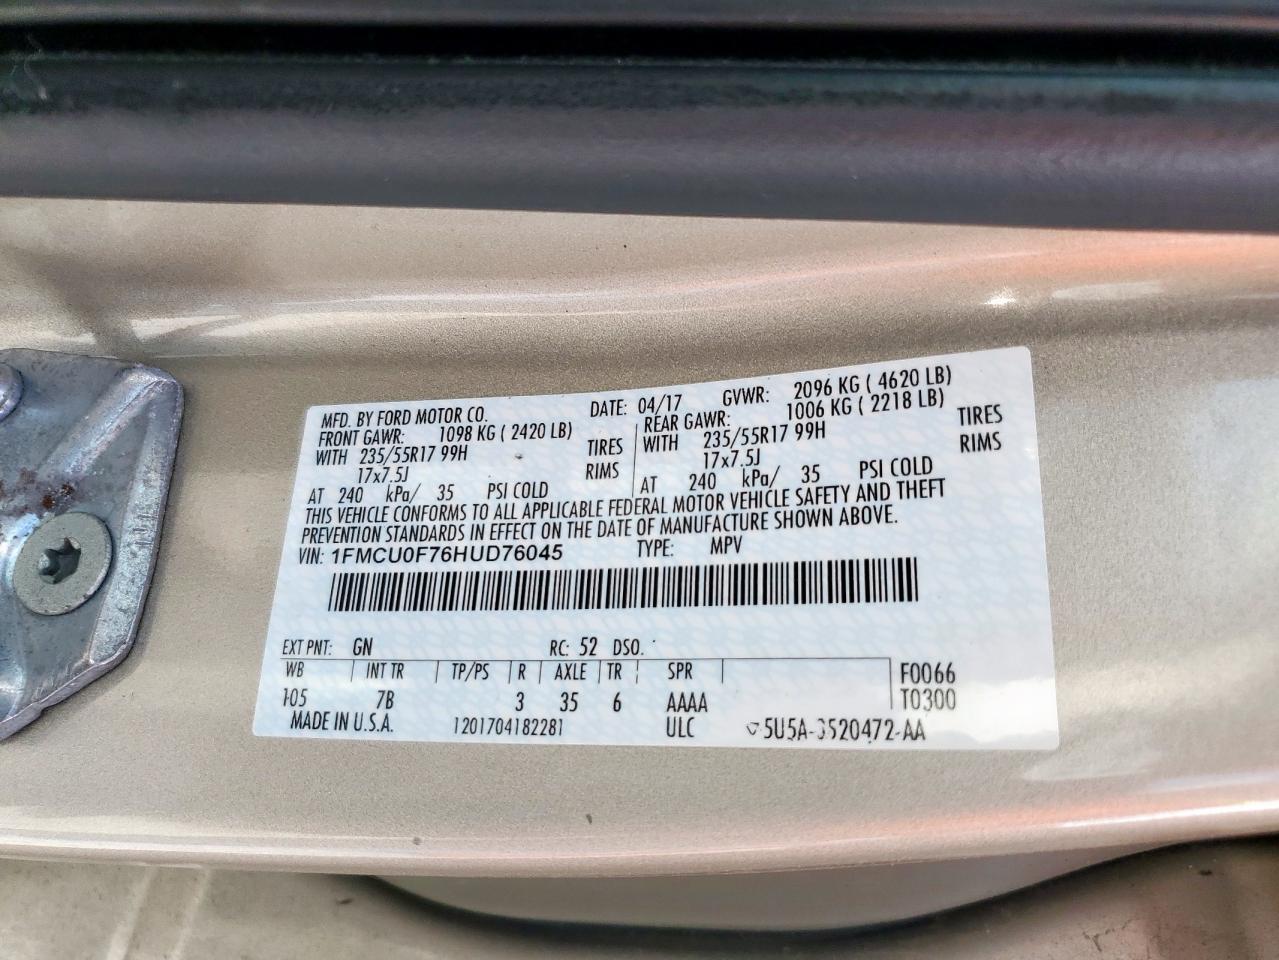 MFD. BY FORD MOTOR CO. DATE: 04/17 GVWR: 2096 KG ( 4620 LB)
FRONT GAWR: 1098 KG ( 2420 LB) REAR GAWR: 1006 KG ( 2218 LB)
WITH 235/55R17 99H TIRES WITH 235/55R17 99H TIRES
17x7.5J RIMS 17x7.5J RIMS
AT 240 kPa/ 35 PSI COLD AT 240 kPa/ 35 PSI COLD
THIS VEHICLE CONFORMS TO ALL APPLICABLE FEDERAL MOTOR VEHICLE SAFETY AND THEFT
PREVENTION STANDARDS IN EFFECT ON THE DATE OF MANUFACTURE SHOWN ABOVE.
VIN: 1FMCU0F76HUD76045 TYPE: MPV
EXT PNT: GN RC: 52 DSO:
WB INT TR TP/PS R AXLE TR SPR F0066
105 7B 3 35 6 AAAA T0300
MADE IN U.S.A. 1201704182281 ULC 5U5A-3520472-AA